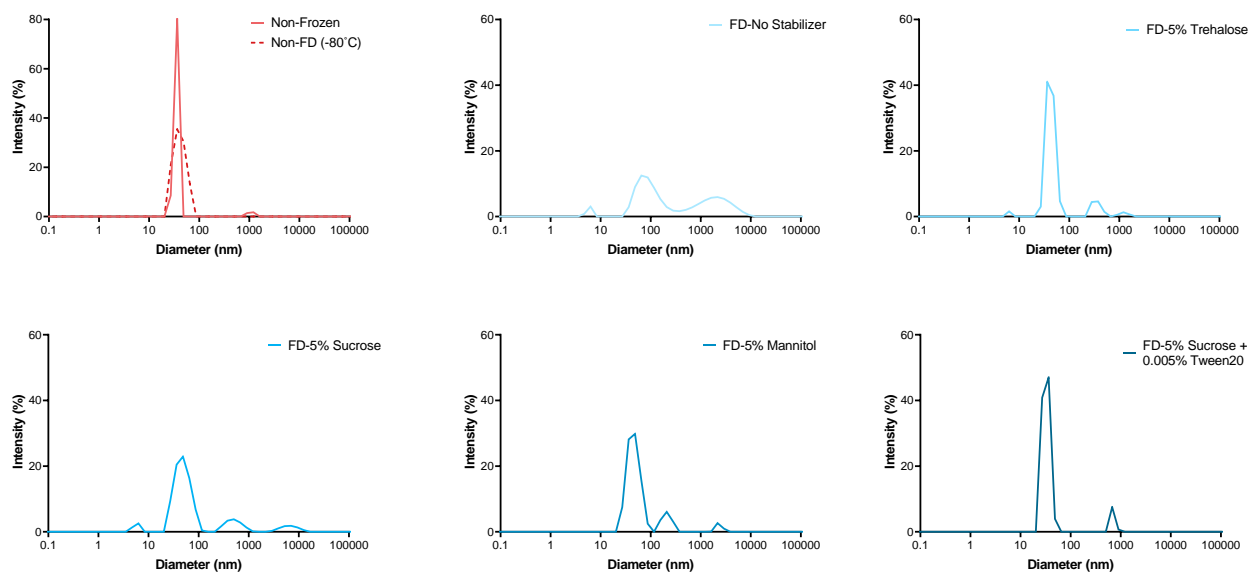 Non-Frozen
Non-FD (-80˚C)
Intensity (%)
80
60
40
20
0
0.1 1 10 100 1000 10000 100000
Diameter (nm)
FD-No Stabilizer
Intensity (%)
60
40
20
0
0.1 1 10 100 1000 10000 100000
Diameter (nm)
FD-5% Trehalose
Intensity (%)
60
40
20
0
0.1 1 10 100 1000 10000 100000
Diameter (nm)
FD-5% Sucrose
Intensity (%)
60
40
20
0
0.1 1 10 100 1000 10000 100000
Diameter (nm)
FD-5% Mannitol
Intensity (%)
60
40
20
0
0.1 1 10 100 1000 10000 100000
Diameter (nm)
FD-5% Sucrose +
0.005% Tween20
Intensity (%)
60
40
20
0
0.1 1 10 100 1000 10000 100000
Diameter (nm)